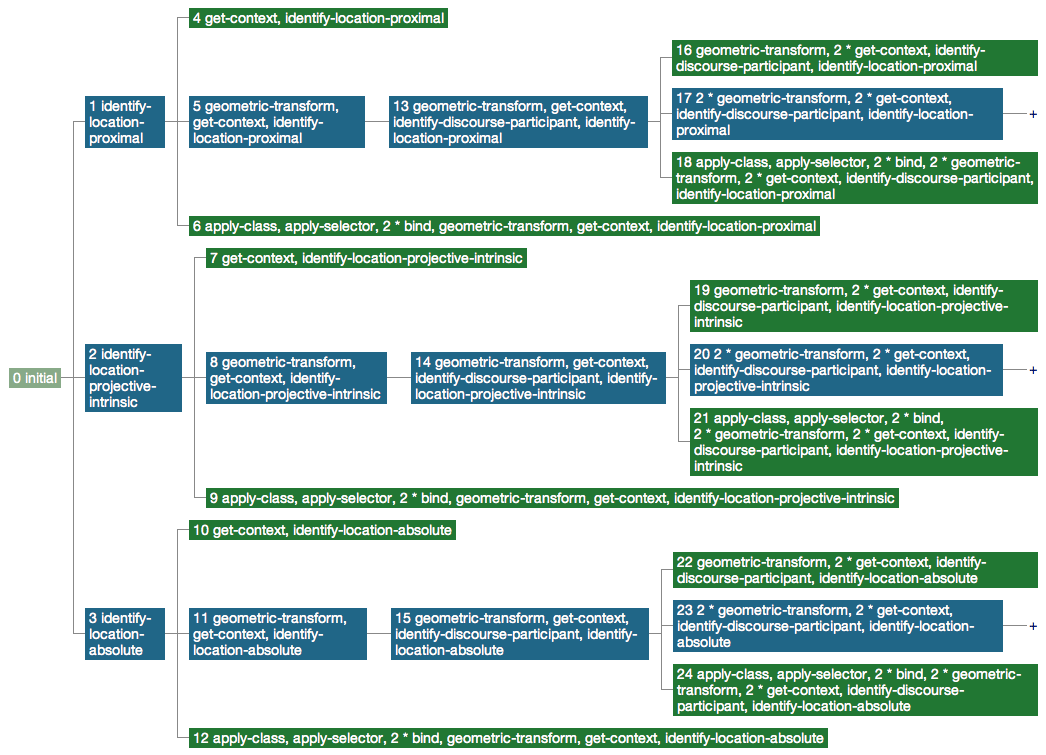 0 initial
1 identify-
location-
proximal
4 get-context, identify-location-proximal
5 geometric-transform,
get-context, identify-
location-proximal
13 geometric-transform, get-context,
identify-discourse-participant, identify-
location-proximal
16 geometric-transform, 2 * get-context, identify-
discourse-participant, identify-location-proximal
17 2 * geometric-transform, 2 * get-context,
identify-discourse-participant, identify-location-
proximal
+
18 apply-class, apply-selector, 2 * bind, 2 * geometric-
transform, 2 * get-context, identify-discourse-participant,
identify-location-proximal
6 apply-class, apply-selector, 2 * bind, geometric-transform, get-context, identify-location-proximal
2 identify-
location-
projective-
intrinsic
7 get-context, identify-location-projective-intrinsic
8 geometric-transform,
get-context, identify-
location-projective-intrinsic
14 geometric-transform, get-context,
identify-discourse-participant, identify-
location-projective-intrinsic
19 geometric-transform, 2 * get-context, identify-
discourse-participant, identify-location-projective-
intrinsic
20 2 * geometric-transform, 2 * get-context,
identify-discourse-participant, identify-location-
projective-intrinsic
+
21 apply-class, apply-selector, 2 * bind,
2 * geometric-transform, 2 * get-context, identify-
discourse-participant, identify-location-projective-
intrinsic
9 apply-class, apply-selector, 2 * bind, geometric-transform, get-context, identify-location-projective-intrinsic
3 identify-
location-
absolute
10 get-context, identify-location-absolute
11 geometric-transform,
get-context, identify-
location-absolute
15 geometric-transform, get-context,
identify-discourse-participant, identify-
location-absolute
22 geometric-transform, 2 * get-context, identify-
discourse-participant, identify-location-absolute
23 2 * geometric-transform, 2 * get-context,
identify-discourse-participant, identify-location-
absolute
+
24 apply-class, apply-selector, 2 * bind, 2 * geometric-
transform, 2 * get-context, identify-discourse-
participant, identify-location-absolute
12 apply-class, apply-selector, 2 * bind, geometric-transform, get-context, identify-location-absolute